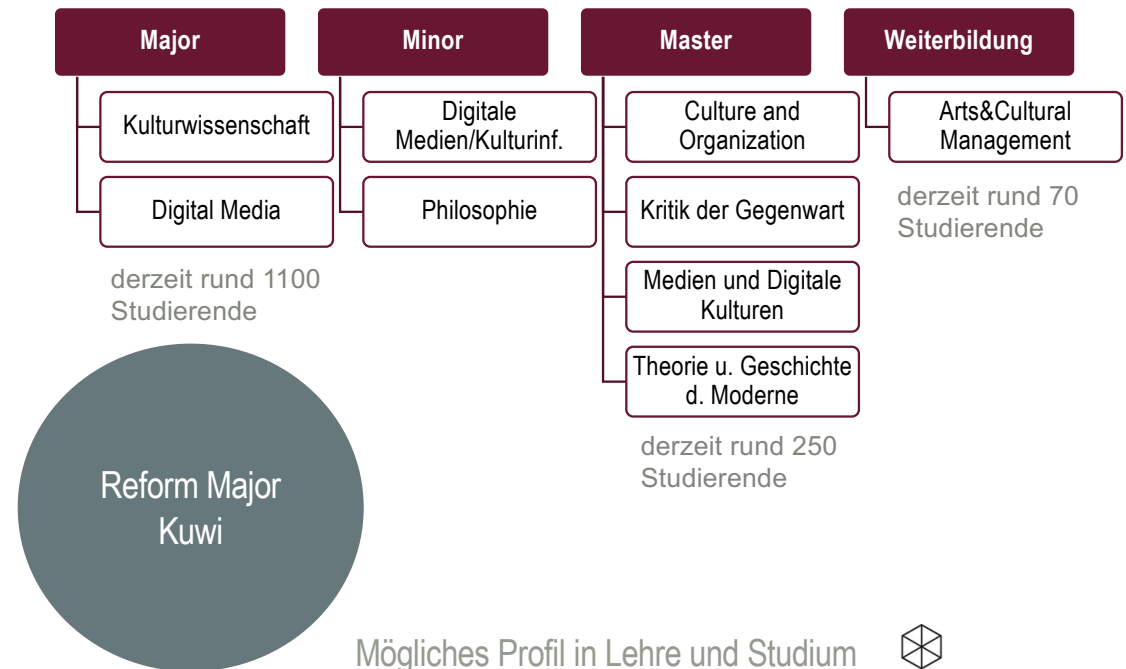 Major
Kulturwissenschaft
Digital Media
derzeit rund 1100
Studierende
Minor
Digitale
Medien/Kulturinf.
Philosophie
Master
Culture and
Organization
Kritik der Gegenwart
Medien und Digitale
Kulturen
Theorie u. Geschichte
d. Moderne
derzeit rund 250
Studierende
Weiterbildung
Arts&Cultural
Management
derzeit rund 70
Studierende
Reform Major
Kuwi
Mögliches Profil in Lehre und Studium